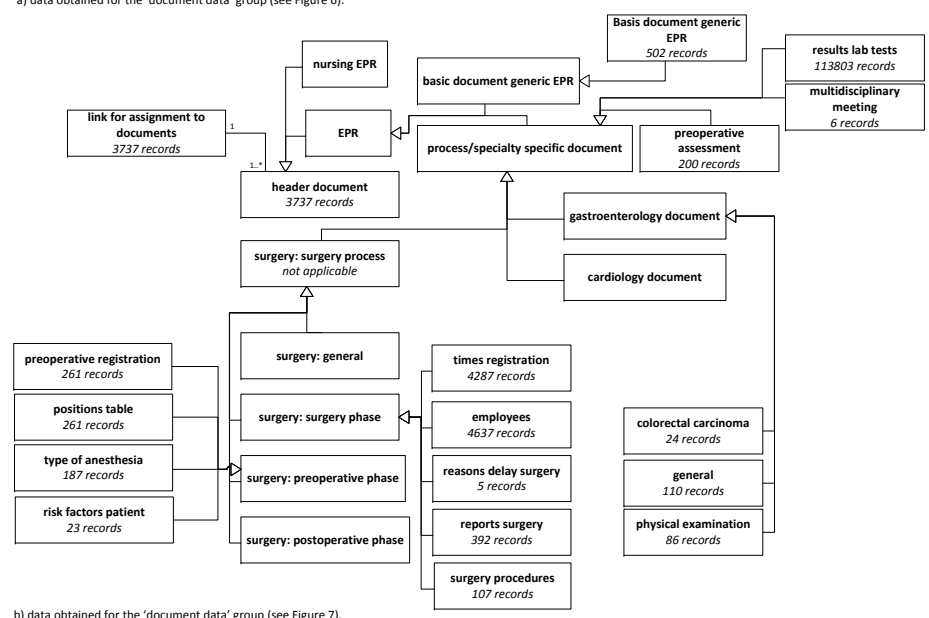 a) data obtained for the 'document data' group (see Figure 6).
Basis document generic
EPR
502 records
nursing EPR
basic document generic EPR
results lab tests
113803 records
multidisciplinary
meeting
6 records
link for assignment to
documents
3737 records
1
1..*
EPR
process/specialty specific document
preoperative
assessment
200 records
header document
3737 records
gastroenterology document
surgery: surgery process
not applicable
cardiology document
surgery: general
preoperative registration
261 records
times registration
4287 records
positions table
261 records
surgery: surgery phase
employees
4637 records
colorectal carcinoma
24 records
type of anesthesia
187 records
surgery: preoperative phase
reasons delay surgery
5 records
general
110 records
risk factors patient
23 records
surgery: postoperative phase
reports surgery
392 records
physical examination
86 records
surgery procedures
107 records
b) data obtained for the 'document data' group (see Figure 7).